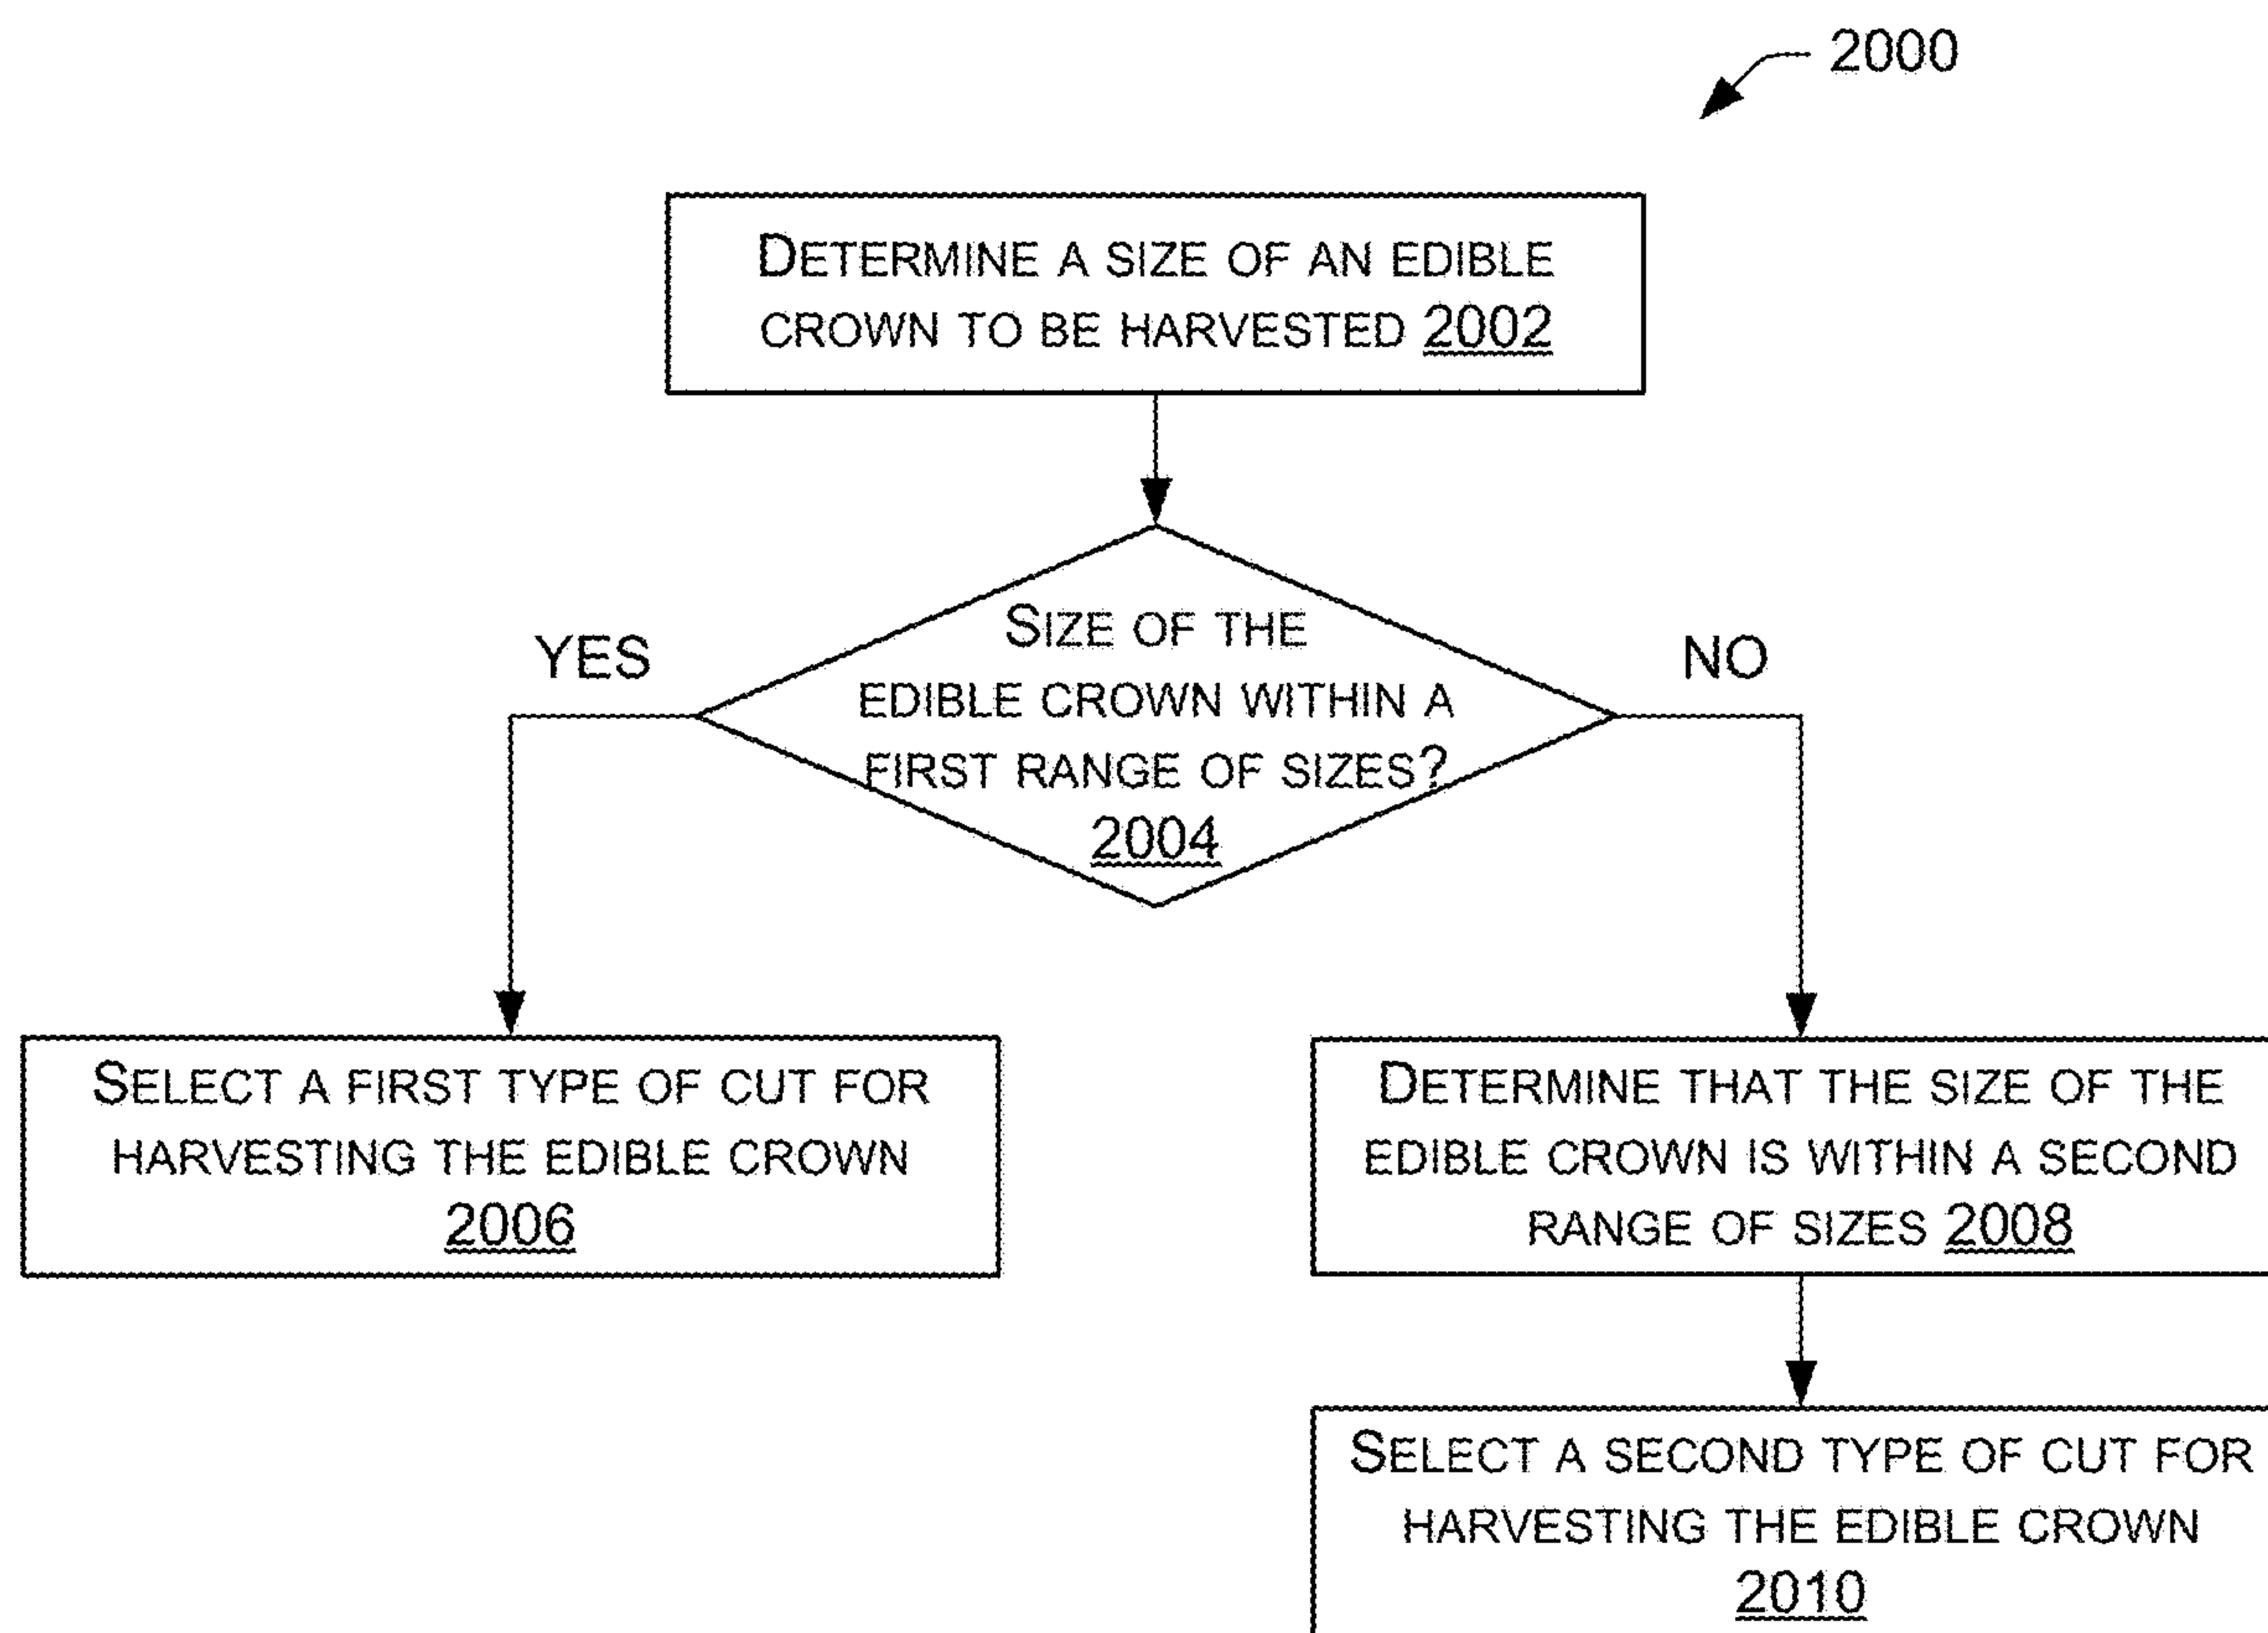 2000
DETERMINE A SIZE OF AN EDIBLE
CROWN TO BE HARVESTED 2002
SIZE OF THE
EDIBLE CROWN WITHIN A
FIRST RANGE OF SIZES?
2004
YES
NO
SELECT A FIRST TYPE OF CUT FOR
HARVESTING THE EDIBLE CROWN
2006
DETERMINE THAT THE SIZE OF THE
EDIBLE CROWN IS WITHIN A SECOND
RANGE OF SIZES 2008
SELECT A SECOND TYPE OF CUT FOR
HARVESTING THE EDIBLE CROWN
2010